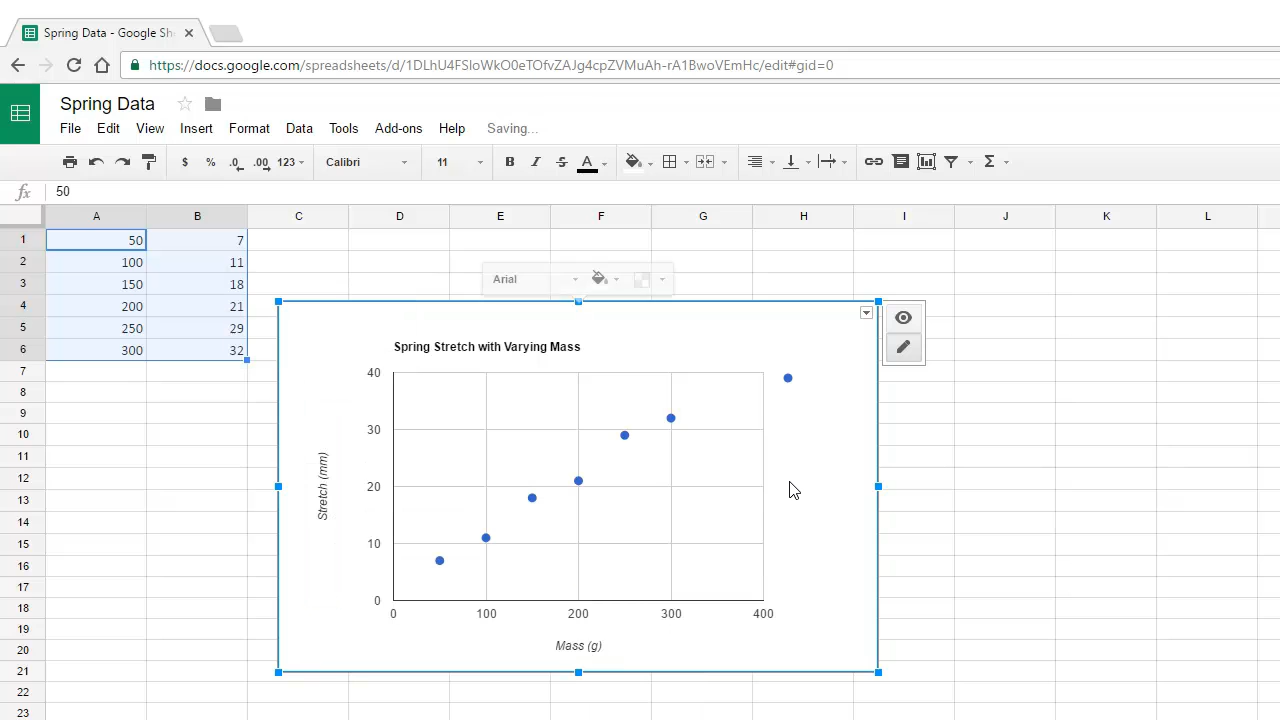 Spring Data - Google Sh
https://docs.google.com/spreadsheets/d/1DLhU4FSloWkO0eTOfvZAJg4cpZVMuAh-rA1BwoVEmHc/edit#gid=0
Spring Data
File Edit View Insert Format Data Tools Add-ons Help Saving...
$ % .0 .00 123 Calibri 11 B I S A Σ
fx 50
A B C D E F G H I J K L
1 50 7
2 100 11
3 150 18
4 200 21
5 250 29
6 300 32
7
8
9
10
11
12
13
14
15
16
17
18
19
20
21
22
23
Arial
Spring Stretch with Varying Mass
Stretch (mm)
40
30
20
10
0
0 100 200 300 400
Mass (g)